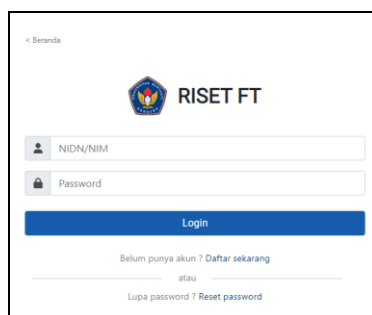 < Beranda
RISET FT
NIDN/NIM
Password
Login
Belum punya akun ? Daftar sekarang
atau
Lupa password ? Reset password